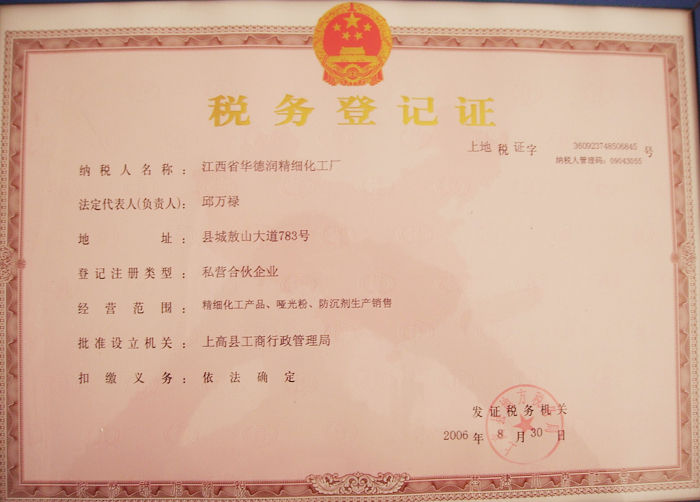 税务登记证
上地 税 证字 360923748506845 号
纳税人管理码：09043055
纳税人名称： 江西省华德润精细化工厂
法定代表人(负责人)： 邱万禄
地 址： 县城敖山大道783号
登记注册类型： 私营合伙企业
经营范围： 精细化工产品、哑光粉、防沉剂生产销售
批准设立机关： 上高县工商行政管理局
扣缴义务： 依法确定
发证税务机关
2006 年 8 月 30 日